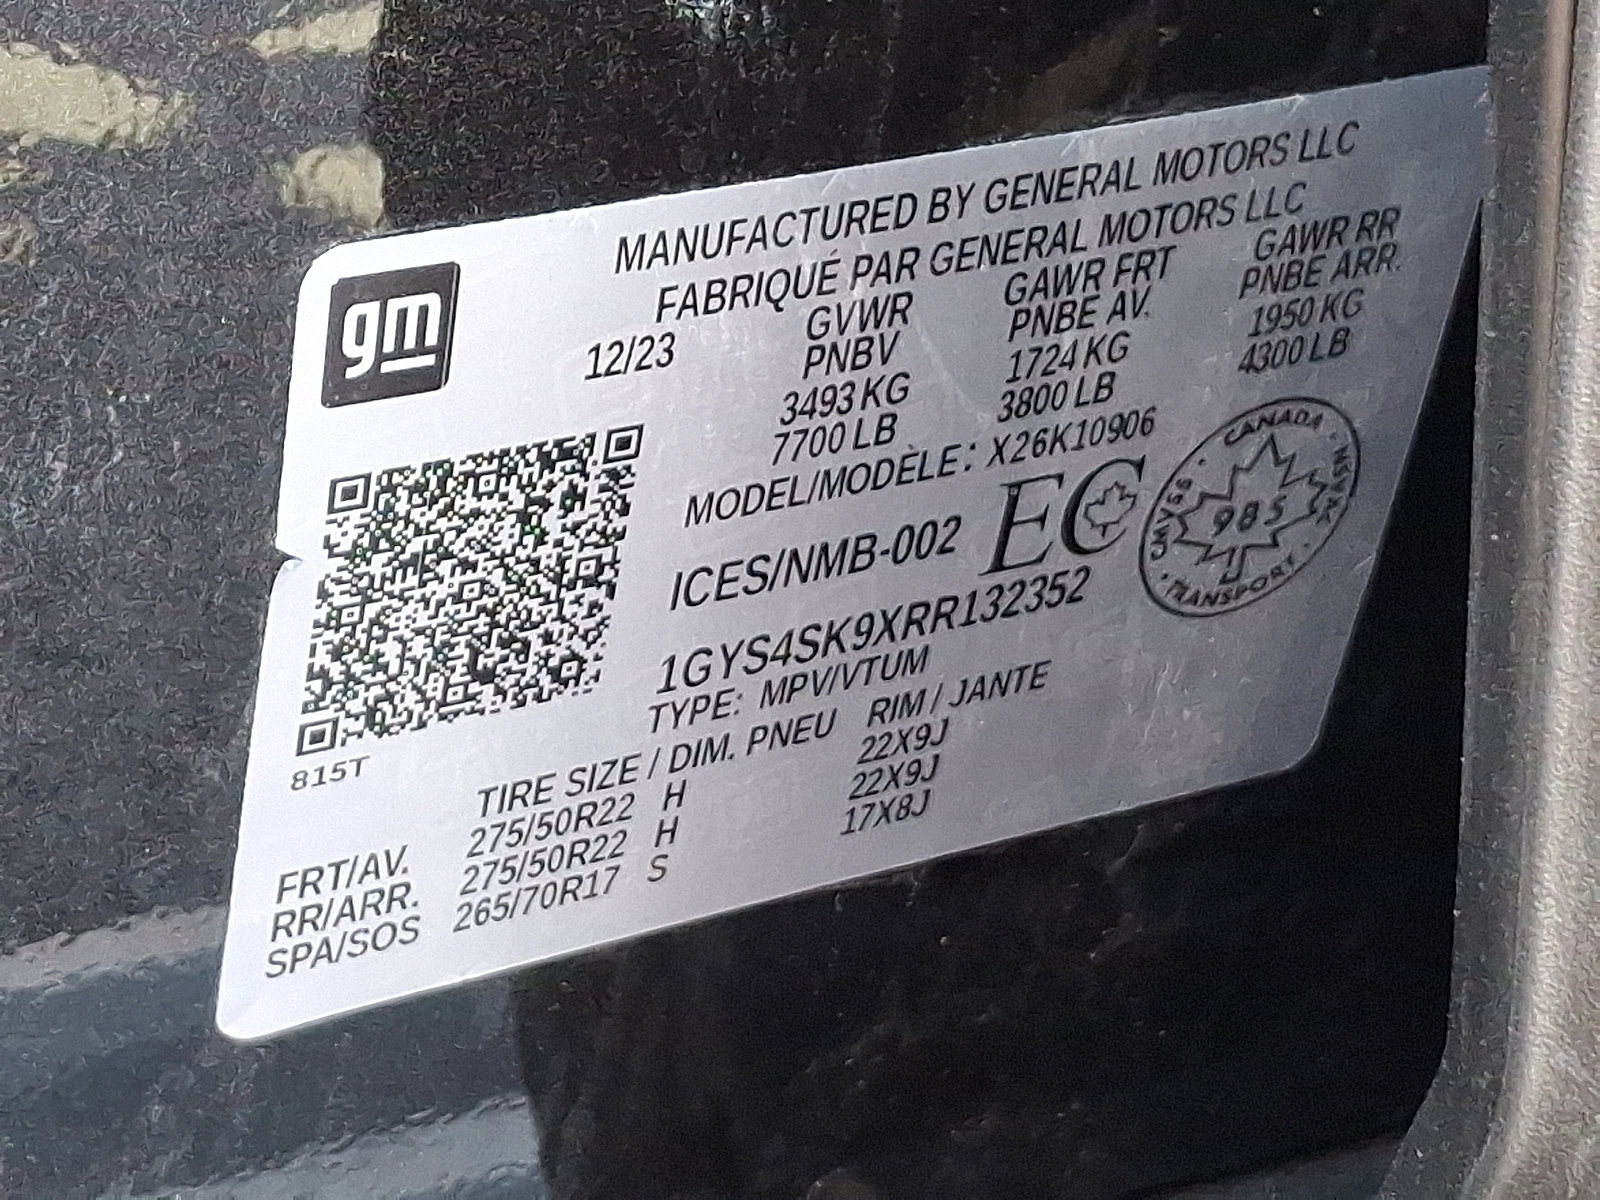 gm
MANUFACTURED BY GENERAL MOTORS LLC
FABRIQUÉ PAR GENERAL MOTORS LLC
12/23
GVWR GAWR FRT GAWR RR
PNBV PNBE AV. PNBE ARR.
3493 KG 1724 KG 1950 KG
7700 LB 3800 LB 4300 LB
MODEL/MODÈLE: X26K10906
ICES/NMB-002 EC
CANADA · NSVAC · TRANSPORT · CMVSS ·
985
1GYS4SK9XRR132352
TYPE: MPV/VTUM
815T
TIRE SIZE / DIM. PNEU RIM / JANTE
FRT/AV. 275/50R22 H 22X9J
RR/ARR. 275/50R22 H 22X9J
SPA/SOS 265/70R17 S 17X8J